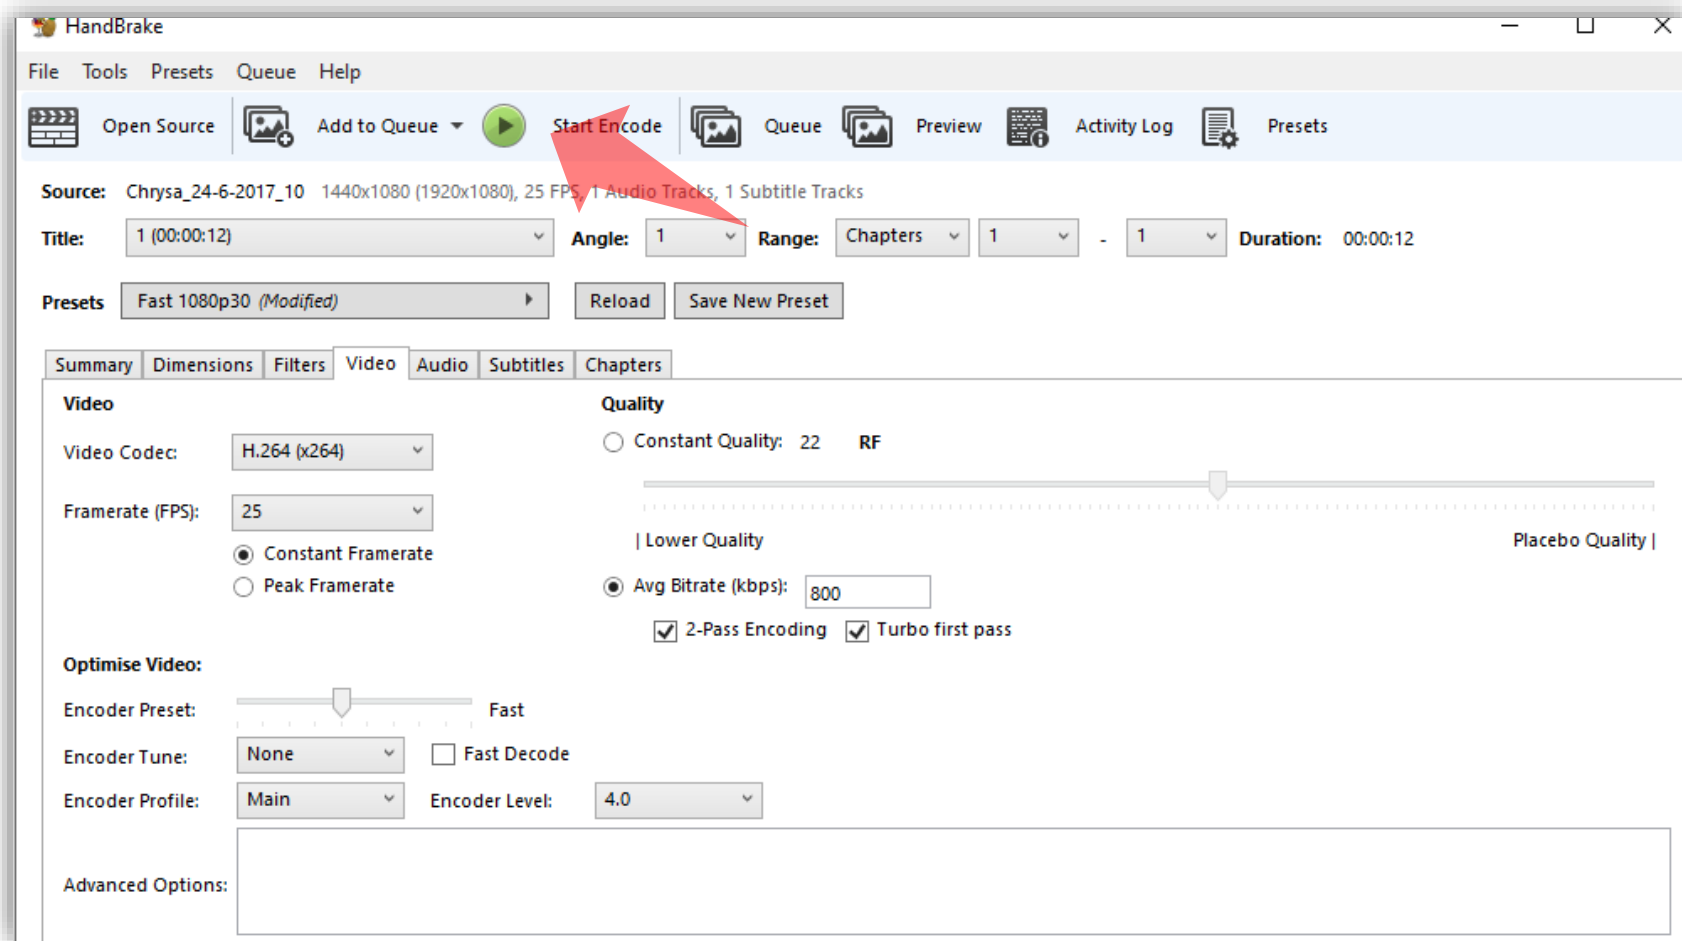 HandBrake
File Tools Presets Queue Help
Open Source Add to Queue Start Encode Queue Preview Activity Log Presets
Source: Chrysa_24-6-2017_10 1440x1080 (1920x1080), 25 FPS, 1 Audio Tracks, 1 Subtitle Tracks
Title: 1 (00:00:12) Angle: 1 Range: Chapters 1 - 1 Duration: 00:00:12
Presets Fast 1080p30 (Modified) Reload Save New Preset
Summary Dimensions Filters Video Audio Subtitles Chapters
Video Quality
Video Codec: H.264 (x264) Constant Quality: 22 RF
Framerate (FPS): 25
| Lower Quality Placebo Quality |
Constant Framerate
Peak Framerate Avg Bitrate (kbps): 800
2-Pass Encoding Turbo first pass
Optimise Video:
Encoder Preset: Fast
Encoder Tune: None Fast Decode
Encoder Profile: Main Encoder Level: 4.0
Advanced Options: